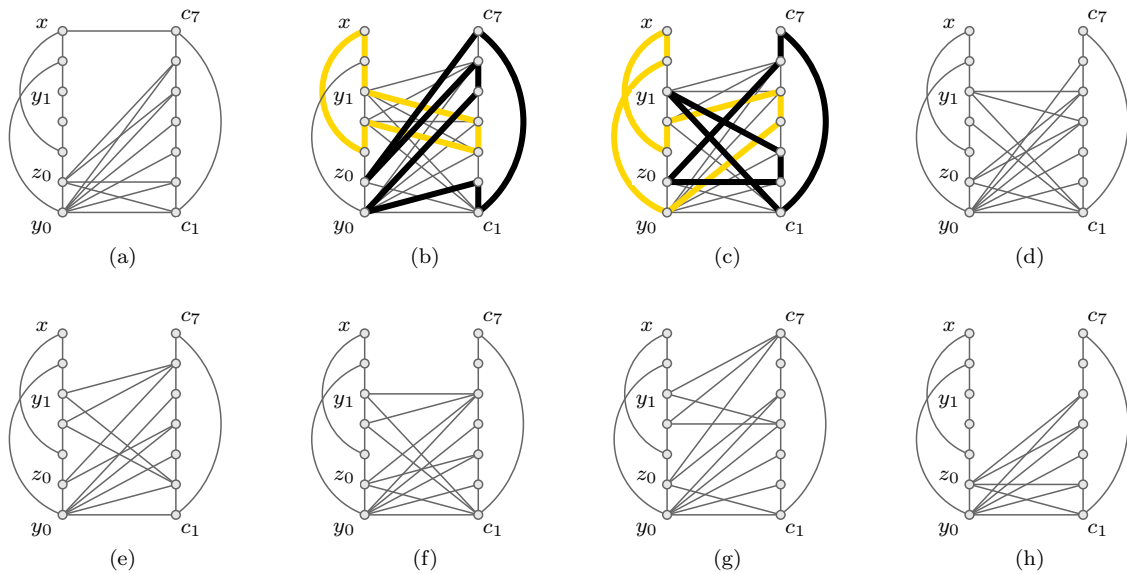 x c₇ x c₇ x c₇ c₇
y₁ y₁ y₁
z₀ z₀ z₀ z₀
y₀ c₁ y₀ c₁ y₀ c₁ y₀ c₁
(a) (b) (c) (d)
x c₇ x c₇ c₇ x c₇
y₁ y₁ y₁ y₁
z₀ z₀ z₀ z₀
y₀ c₁ y₀ c₁ y₀ c₁ y₀ c₁
(e) (f) (g) (h)